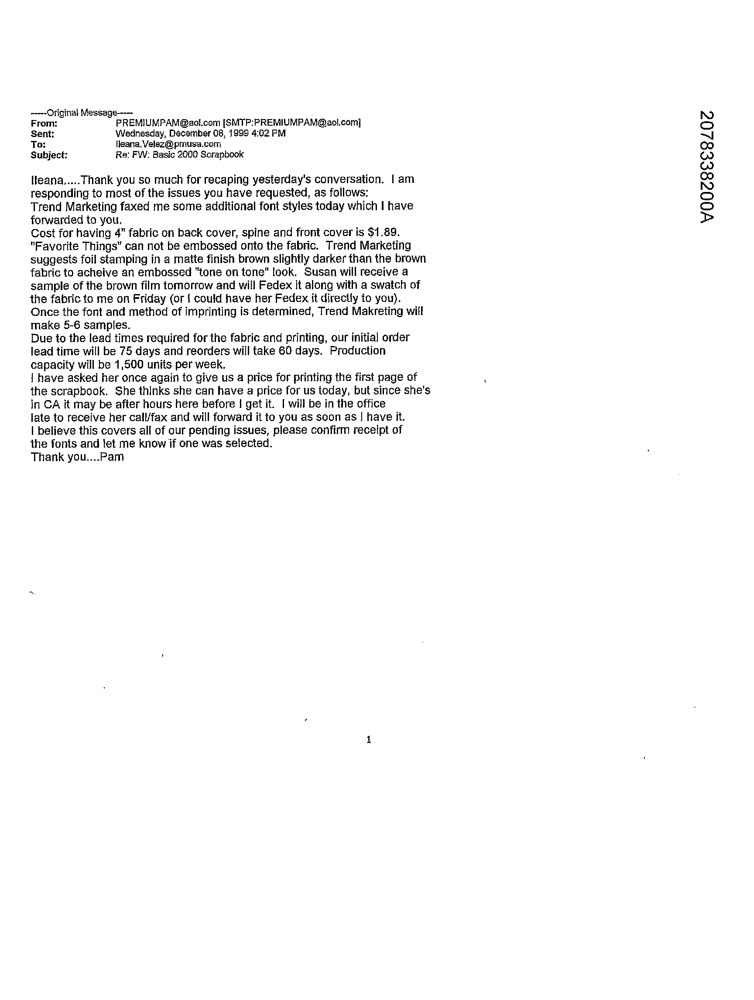 -----Original Message-----
From: PREMIUMPAM@aol.com [SMTP:PREMIUMPAM@aol.com]
Sent: Wednesday, December 08, 1999 4:02 PM
To: Ileana.Velez@pmusa.com
Subject: Re: FW: Basic 2000 Scrapbook
Ileana.....Thank you so much for recaping yesterday's conversation. I am
responding to most of the issues you have requested, as follows:
Trend Marketing faxed me some additional font styles today which I have
forwarded to you.
Cost for having 4" fabric on back cover, spine and front cover is $1.89.
"Favorite Things" can not be embossed onto the fabric. Trend Marketing
suggests foil stamping in a matte finish brown slightly darker than the brown
fabric to acheive an embossed "tone on tone" look. Susan will receive a
sample of the brown film tomorrow and will Fedex it along with a swatch of
the fabric to me on Friday (or I could have her Fedex it directly to you).
Once the font and method of imprinting is determined, Trend Makreting will
make 5-6 samples.
Due to the lead times required for the fabric and printing, our initial order
lead time will be 75 days and reorders will take 60 days. Production
capacity will be 1,500 units per week.
I have asked her once again to give us a price for printing the first page of
the scrapbook. She thinks she can have a price for us today, but since she's
in CA it may be after hours here before I get it. I will be in the office
late to receive her call/fax and will forward it to you as soon as I have it.
I believe this covers all of our pending issues, please confirm receipt of
the fonts and let me know if one was selected.
Thank you....Pam
1
2078338200A